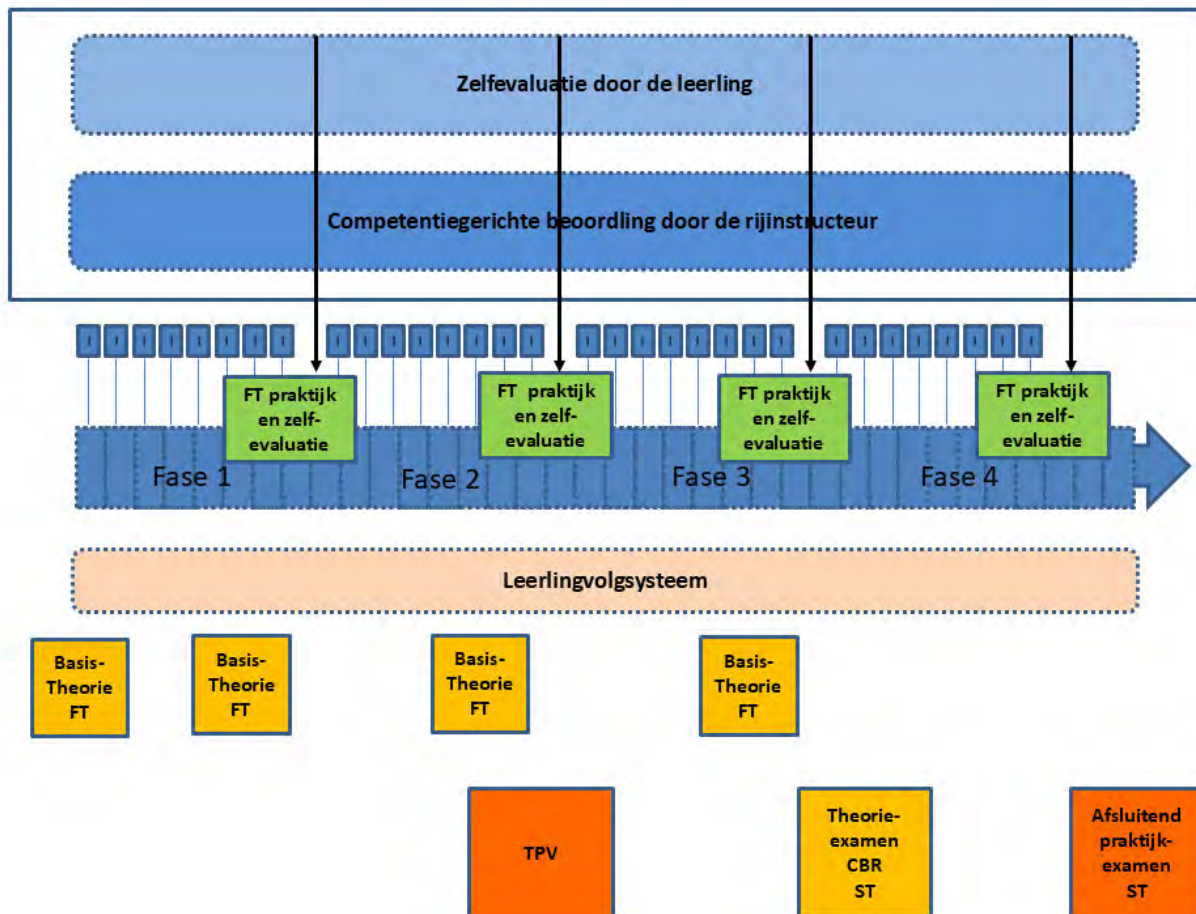 Zelfevaluatie door de leerling
Competentiegerichte beoordling door de rijinstructeur
I I I I I I I I I I I I I I I I I I I I I I I I I I I I I I I I
FT praktijk
en zelf-
evaluatie
FT praktijk
en zelf-
evaluatie
FT praktijk
en zelf-
evaluatie
FT praktijk
en zelf-
evaluatie
Fase 1
Fase 2
Fase 3
Fase 4
Leerlingvolgsysteem
Basis-
Theorie
FT
Basis-
Theorie
FT
Basis-
Theorie
FT
Basis-
Theorie
FT
TPV
Theorie-
examen
CBR
ST
Afsluitend
praktijk-
examen
ST